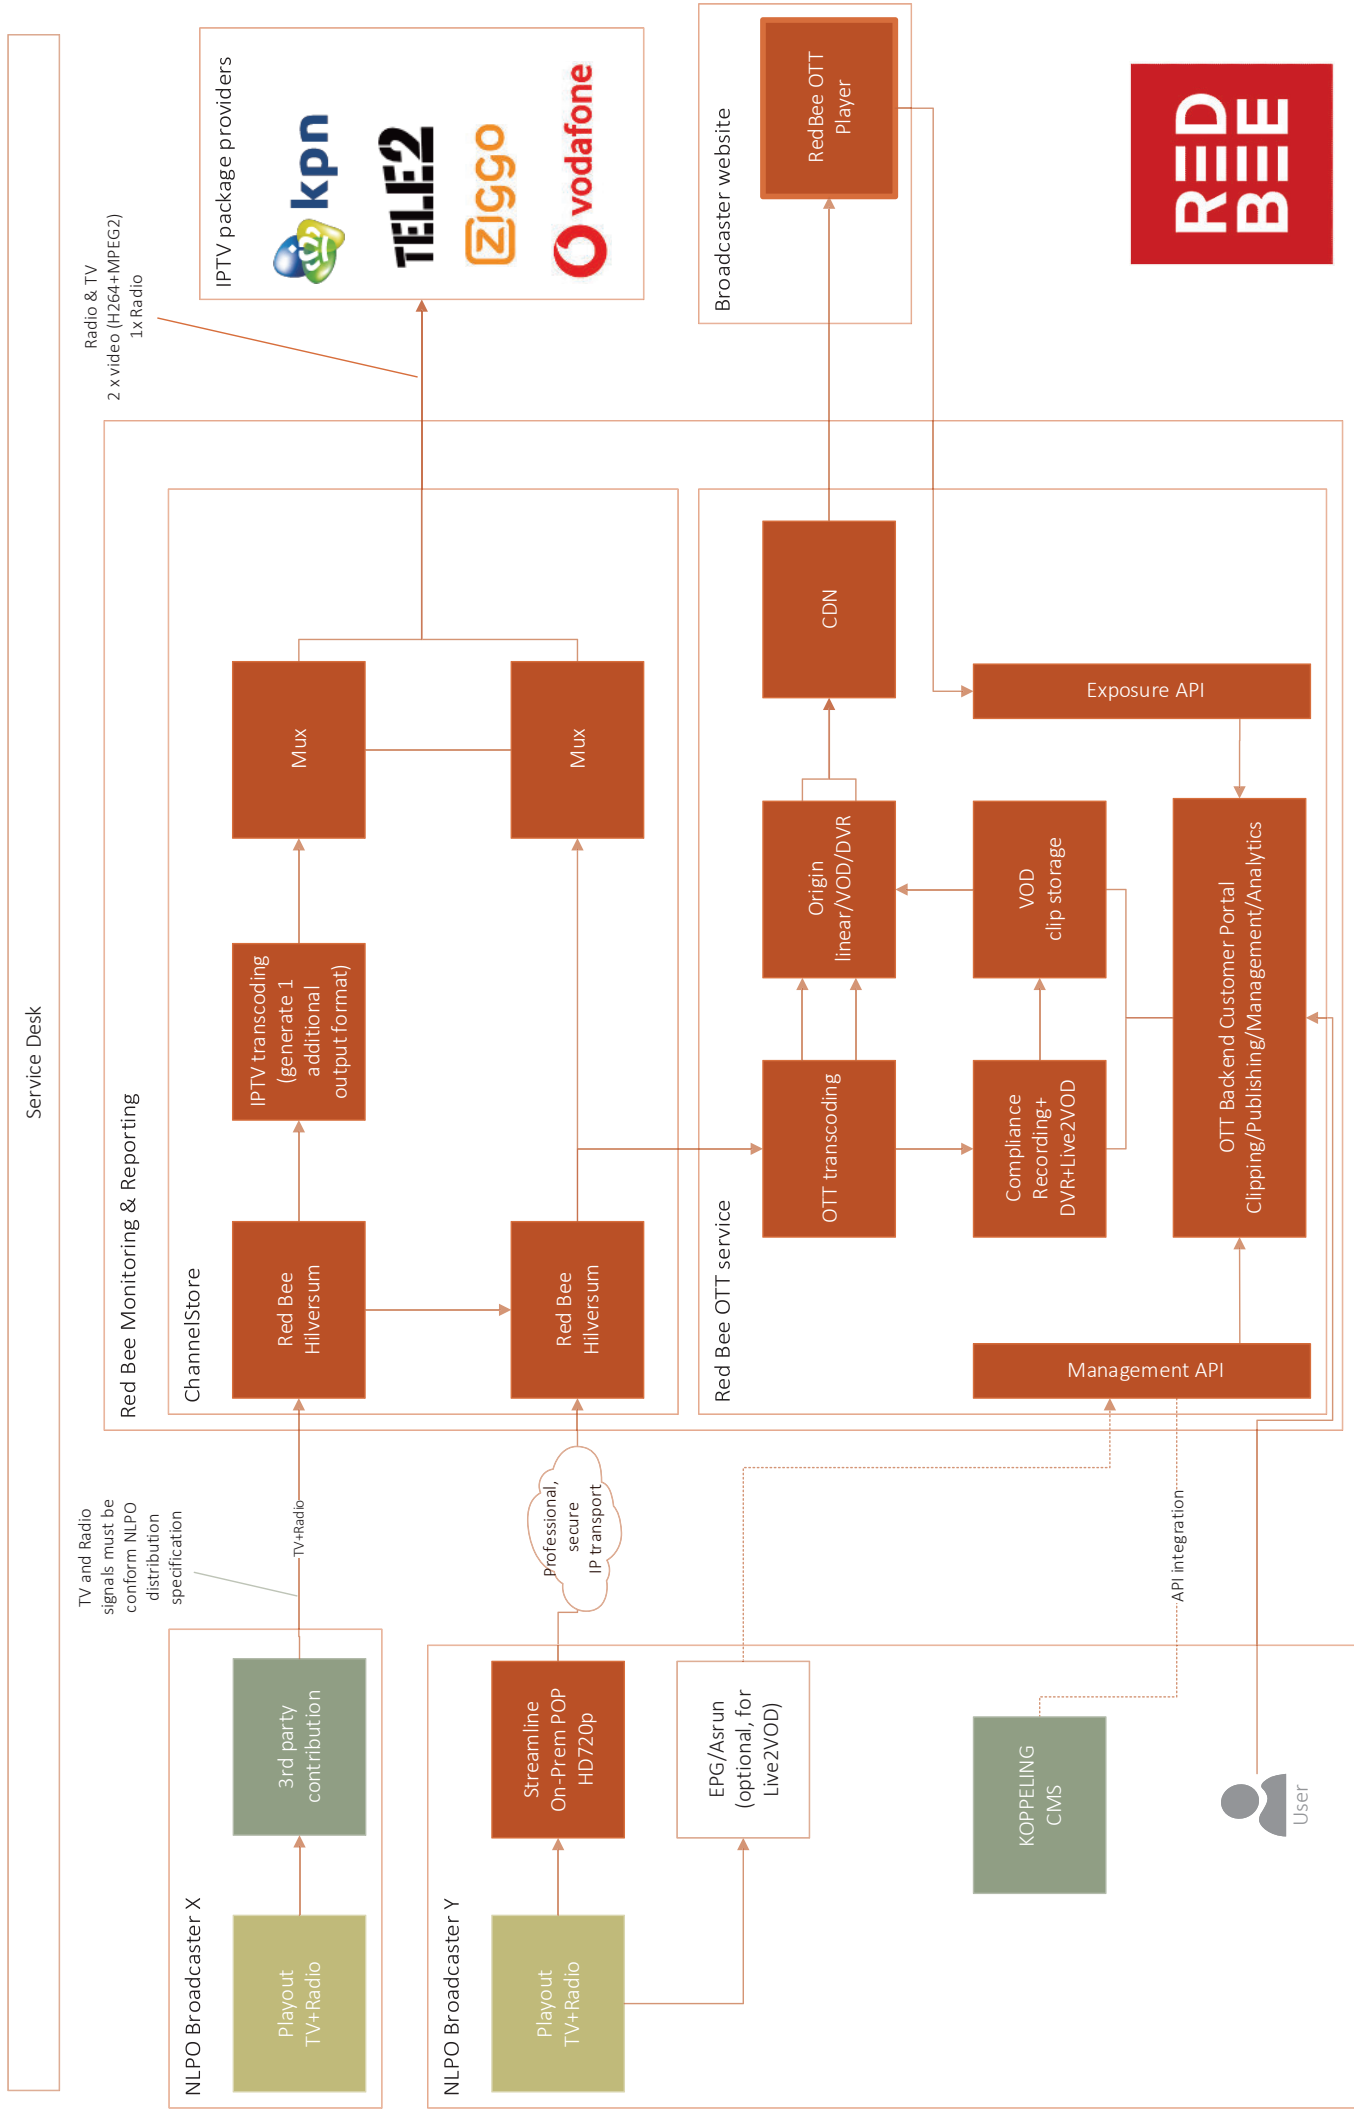 Service Desk
NLPO Broadcaster X
Playout
TV+Radio
3rd party
contribution
TV and Radio
signals must be
conform NLPO
distribution
specification
TV+Radio
Red Bee Monitoring & Reporting
ChannelStore
Red Bee
Hilversum
IPTV transcoding
(generate 1
additional
output format)
Mux
Radio & TV
2 x video (H264+MPEG2)
1x Radio
IPTV package providers
kpn
TELE2
ziggo
vodafone
NLPO Broadcaster Y
Playout
TV+Radio
Streamline
On-Prem POP
HD720p
Professional,
secure
IP transport
Red Bee
Hilversum
Mux
EPG/Asrun
(optional, for
Live2VOD)
KOPPELING
CMS
User
API integration
Red Bee OTT service
Management API
OTT transcoding
Compliance
Recording+
DVR+Live2VOD
Origin
linear/VOD/DVR
VOD
clip storage
CDN
OTT Backend Customer Portal
Clipping/Publishing/Management/Analytics
Exposure API
Broadcaster website
RedBee OTT
Player
RED
BEE